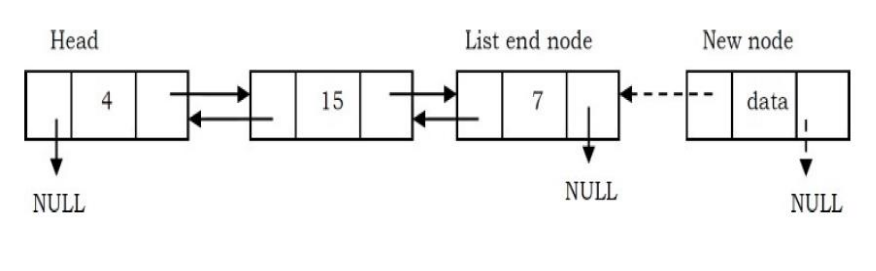 Head
List end node
New node
4
15
7
data
NULL
NULL
NULL